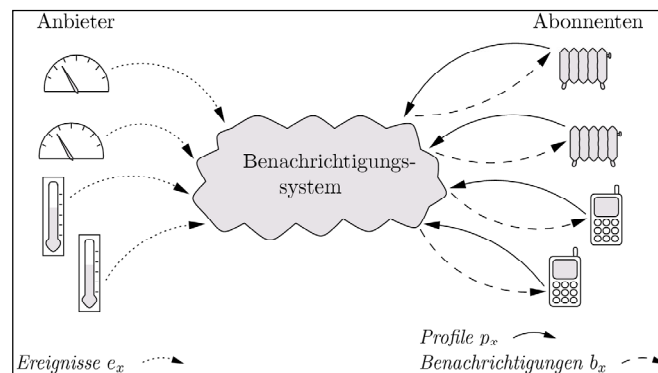 Anbieter
Abonnenten
Benachrichtigungs-
system
Profile p_x
Ereignisse e_x
Benachrichtigungen b_x